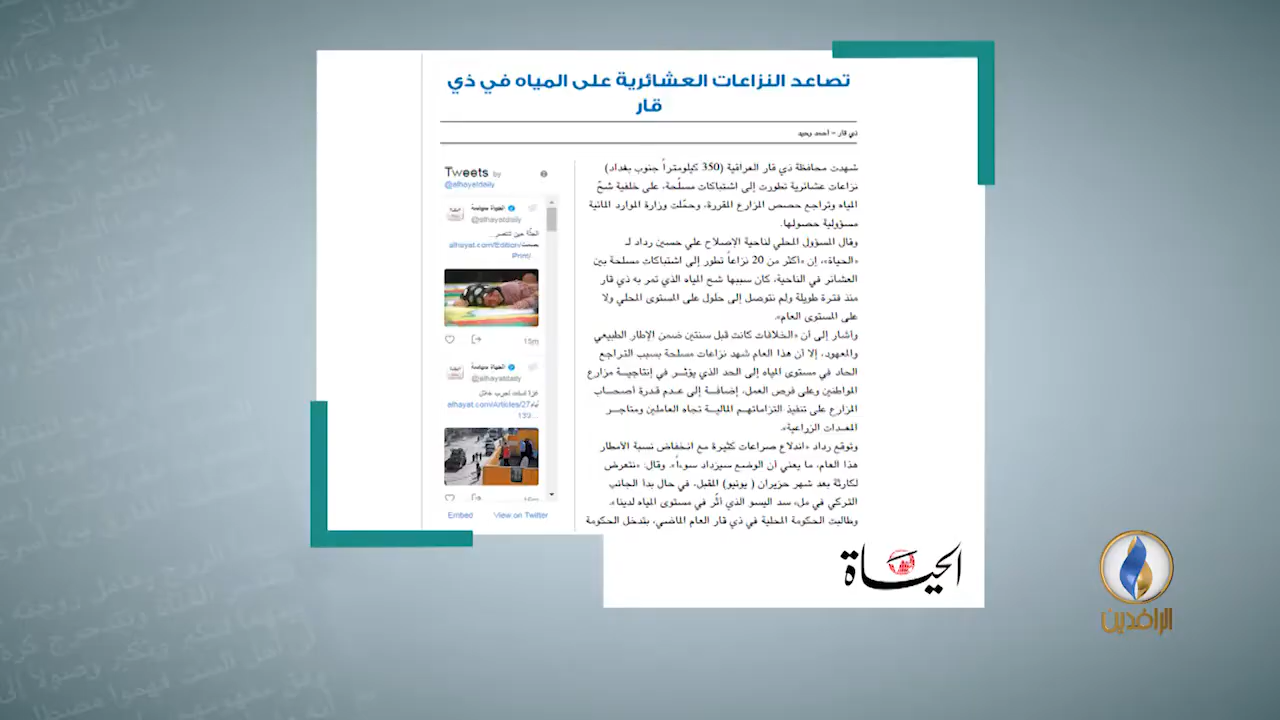 تصاعد النزاعات العشائرية على المياه في ذي
قار
ذي قار – أحمد وحيد
شهدت محافظة ذي قار العراقية (350 كيلومتراً جنوب بغداد)
نزاعات عشائرية تطورت إلى اشتباكات مسلّحة، على خلفية شحّ
المياه وتراجع حصص المزارع المقررة، وحمّلت وزارة الموارد المائية
مسؤولية حصولها.
وقال المسؤول المحلي لناحية الإصلاح علي حسين رداد لـ
«الحياة»، إن «أكثر من 20 نزاعاً تطور إلى اشتباكات مسلحة بين
العشائر في الناحية، كان سببها شح المياه الذي تمر به ذي قار
منذ فترة طويلة ولم نتوصل إلى حلول على المستوى المحلي ولا
على المستوى العام».
وأشار إلى أن «الخلافات كانت قبل سنتين ضمن الإطار الطبيعي
والمعهود، إلا أن هذا العام شهد نزاعات مسلحة بسبب التراجع
الحاد في مستوى المياه إلى الحد الذي يؤثر في إنتاجية مزارع
المواطنين وعلى فرص العمل، إضافة إلى عدم قدرة أصحاب
المزارع على تنفيذ التزاماتهم المالية تجاه العاملين ومتاجر
المعدات الزراعية».
وتوقع رداد «اندلاع صراعات كثيرة مع انخفاض نسبة الأمطار
هذا العام، ما يعني أن الوضع سيزداد سوءاً». وقال: «نتعرض
لكارثة بعد شهر حزيران ( يونيو) المقبل، في حال بدأ الجانب
التركي في ملء سد اليسو الذي أثّر في مستوى المياه لدينا».
وطالبت الحكومة المحلية في ذي قار العام الماضي، بتدخل الحكومة
Tweets by
@alhayatdaily
الحياة سياسة
@alhayatdaily
alhayat.com/Edition/
Print/
15m
الحياة سياسة
@alhayatdaily
alhayat.com/Articles/27
Embed View on Twitter
الحياة
الرافدين